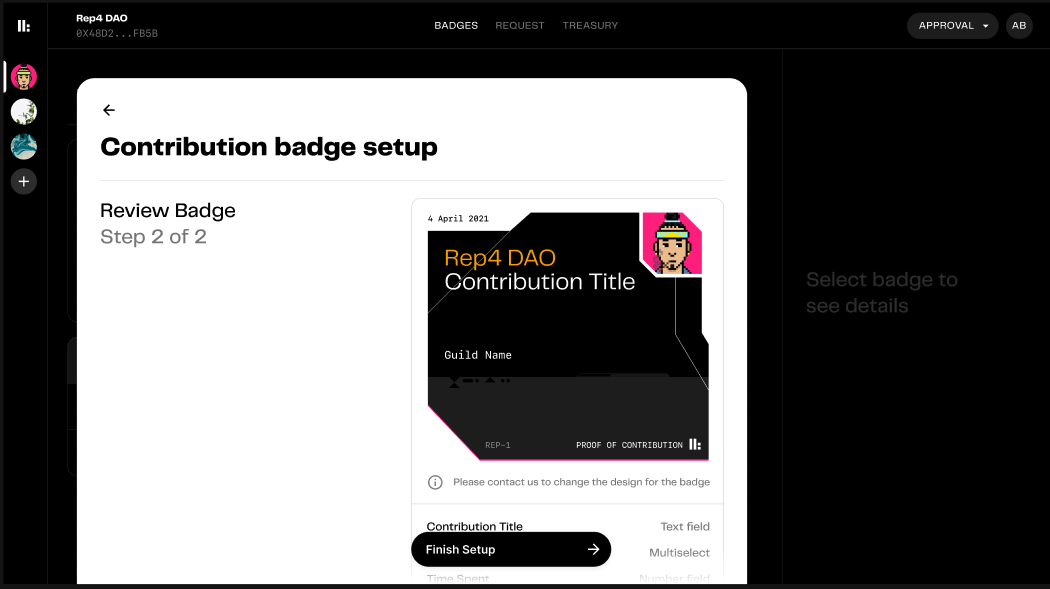 Rep4 DAO
0X48D2...FB5B
BADGES
REQUEST
TREASURY
APPROVAL
AB
Contribution badge setup
Review Badge
Step 2 of 2
4 April 2021
Rep4 DAO
Contribution Title
Guild Name
REP-1
PROOF OF CONTRIBUTION
Please contact us to change the design for the badge
Contribution Title
Text field
Finish Setup
Multiselect
Time Spent
Number field
Select badge to
see details